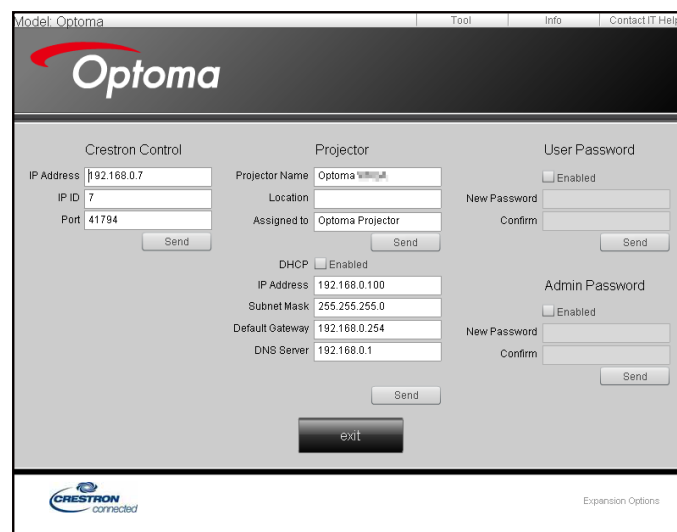 Model: Optoma
Tool
Info
Contact IT Help
Optoma
Crestron Control
IP Address 192.168.0.7
IP ID 7
Port 41794
Send
Projector
Projector Name Optoma
Location
Assigned to Optoma Projector
Send
DHCP Enabled
IP Address 192.168.0.100
Subnet Mask 255.255.255.0
Default Gateway 192.168.0.254
DNS Server 192.168.0.1
Send
User Password
Enabled
New Password
Confirm
Send
Admin Password
Enabled
New Password
Confirm
Send
exit
CRESTRON
connected
Expansion Options